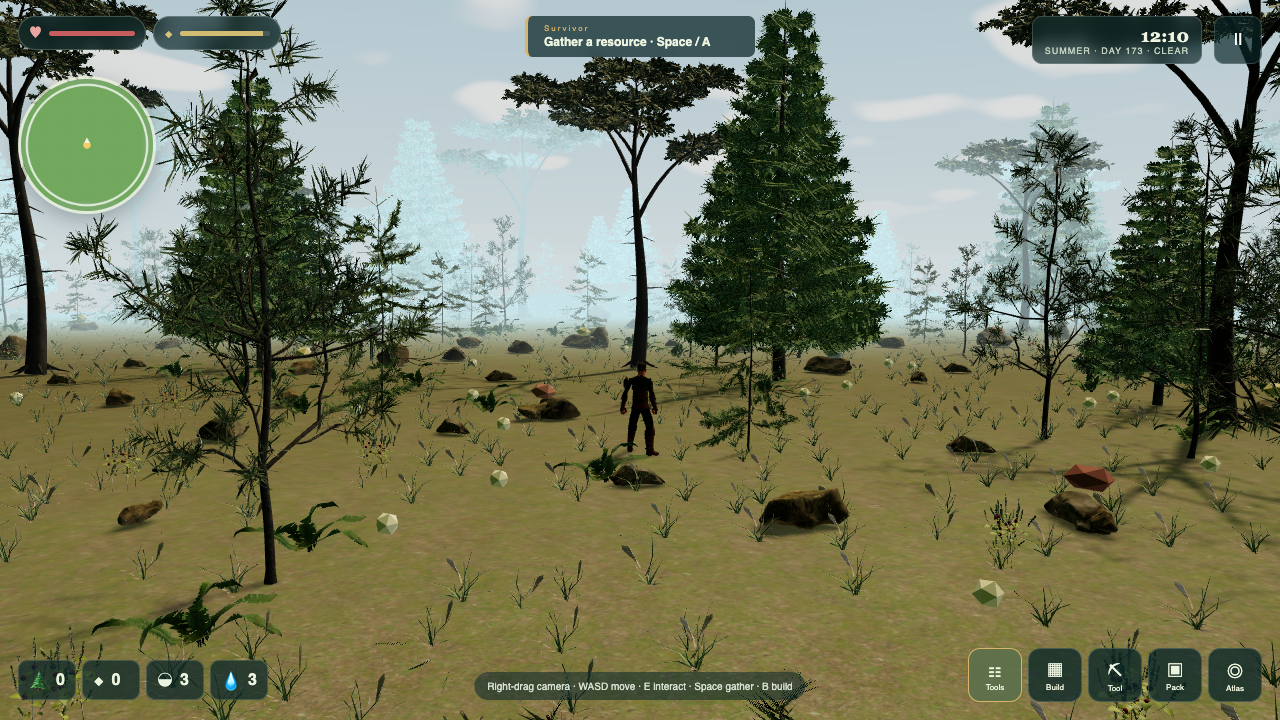 Survivor
Gather a resource · Space / A
12:10
SUMMER · DAY 173 · CLEAR
0
0
3
3
Right-drag camera · WASD move · E interact · Space gather · B build
Tools
Build
Tool
Pack
Atlas